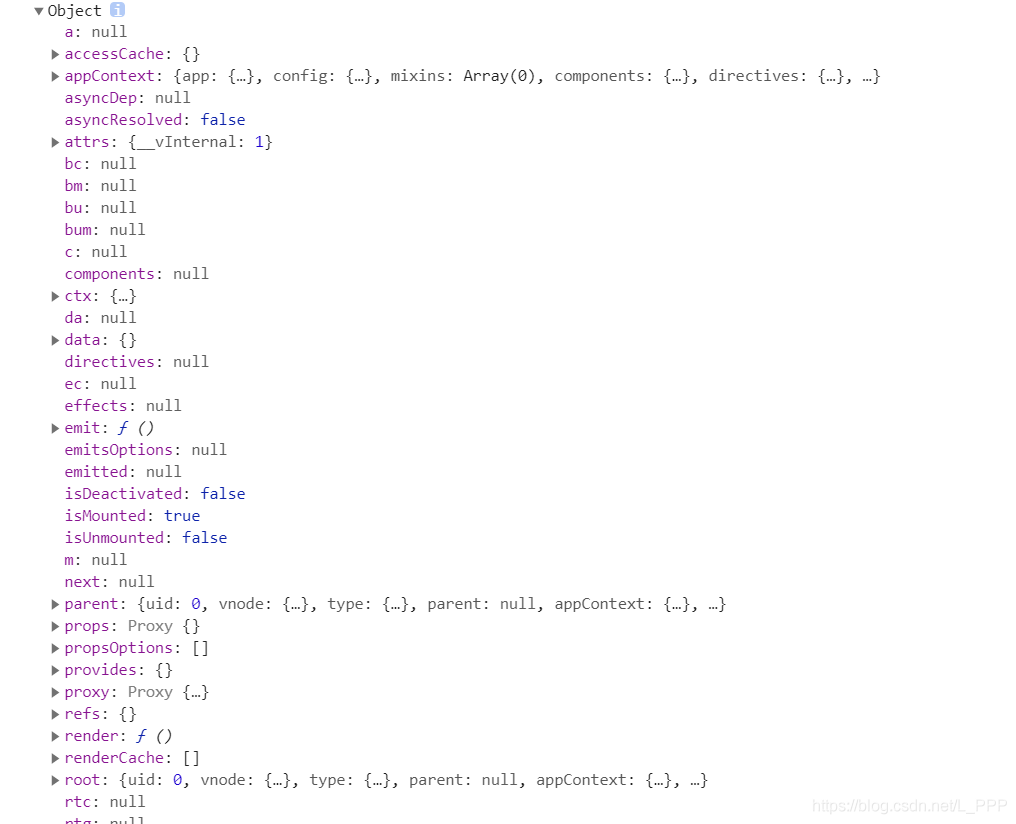 ▼Object i
a: null
▶accessCache: {}
▶appContext: {app: {…}, config: {…}, mixins: Array(0), components: {…}, directives: {…}, …}
asyncDep: null
asyncResolved: false
▶attrs: {__vInternal: 1}
bc: null
bm: null
bu: null
bum: null
c: null
components: null
▶ctx: {…}
da: null
▶data: {}
directives: null
ec: null
effects: null
▶emit: ƒ ()
emitsOptions: null
emitted: null
isDeactivated: false
isMounted: true
isUnmounted: false
m: null
next: null
▶parent: {uid: 0, vnode: {…}, type: {…}, parent: null, appContext: {…}, …}
▶props: Proxy {}
▶propsOptions: []
▶provides: {}
▶proxy: Proxy {…}
▶refs: {}
▶render: ƒ ()
▶renderCache: []
▶root: {uid: 0, vnode: {…}, type: {…}, parent: null, appContext: {…}, …}
rtc: null
https://blog.csdn.net/L_PPP
rtg: null